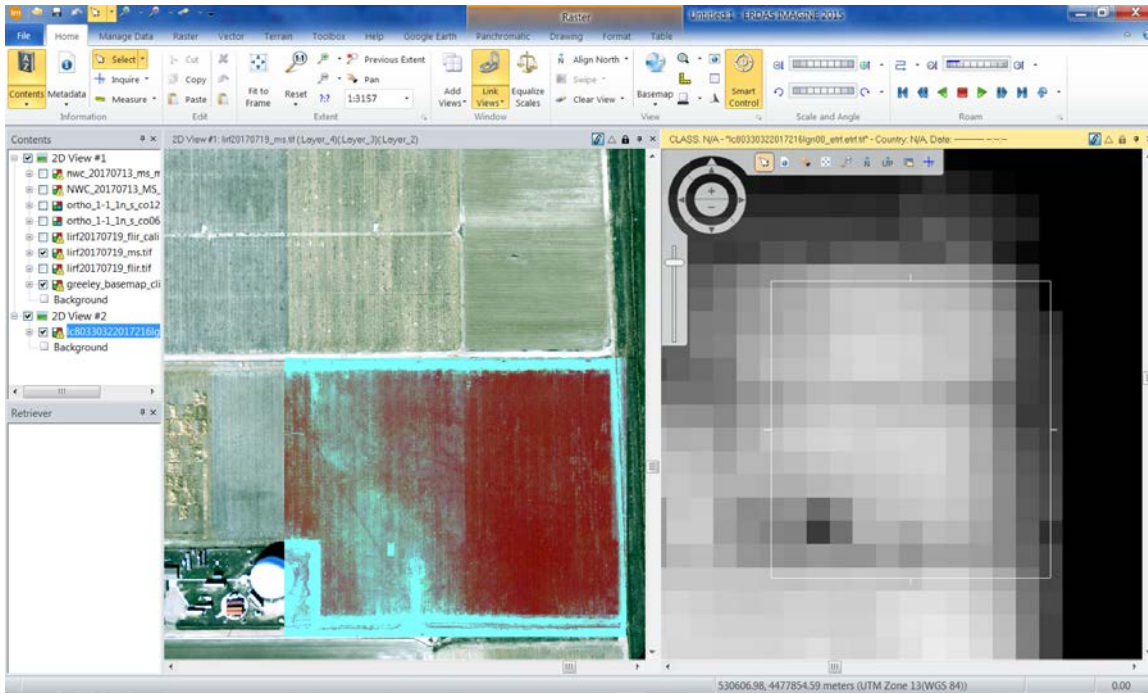 Raster
Untitled:1 - ERDAS IMAGINE 2015
File Home Manage Data Raster Vector Terrain Toolbox Help Google Earth Panchromatic Drawing Format Table
Contents Metadata
Select
Inquire
Measure
Information
Cut
Copy
Paste
Edit
Fit to Frame
Reset
Previous Extent
Pan
1:3157
Extent
Add Views
Link Views
Equalize Scales
Window
Align North
Swipe
Clear View
Basemap
View
Smart Control
Scale and Angle
Roam
Contents
2D View #1
nwc_20170713_ms_m
NWC_20170713_MS_
ortho_1-1_1n_s_co12
ortho_1-1_1n_s_co06
lirf20170719_flir_cali
lirf20170719_ms.tif
lirf20170719_flir.tif
greeley_basemap_cli
Background
2D View #2
lc80330322017216lg
Background
Retriever
2D View #1: lirf20170719_ms.tif (:Layer_4)(:Layer_3)(:Layer_2)
CLASS. N/A - "lc80330322017216lgn00_etrf.etrf.tif" - Country: N/A, Date:
N UP
530606.98, 4477854.59 meters (UTM Zone 13(WGS 84))
0.00